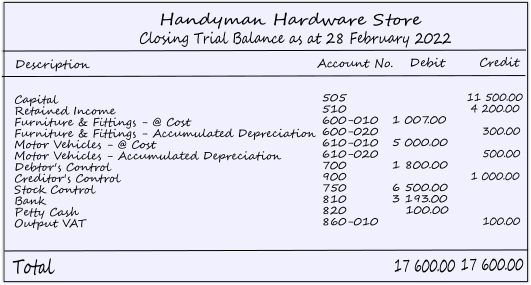 Handyman Hardware Store
Closing Trial Balance as at 28 February 2022
Description Account No. Debit Credit
Capital 505 11 500.00
Retained Income 510 4 200.00
Furniture & Fittings - @ Cost 600-010 1 007.00
Furniture & Fittings - Accumulated Depreciation 600-020 300.00
Motor Vehicles - @ Cost 610-010 5 000.00
Motor Vehicles - Accumulated Depreciation 610-020 500.00
Debtor's Control 700 1 800.00
Creditor's Control 900 1 000.00
Stock Control 750 6 500.00
Bank 810 3 193.00
Petty Cash 820 100.00
Output VAT 860-010 100.00
Total 17 600.00 17 600.00